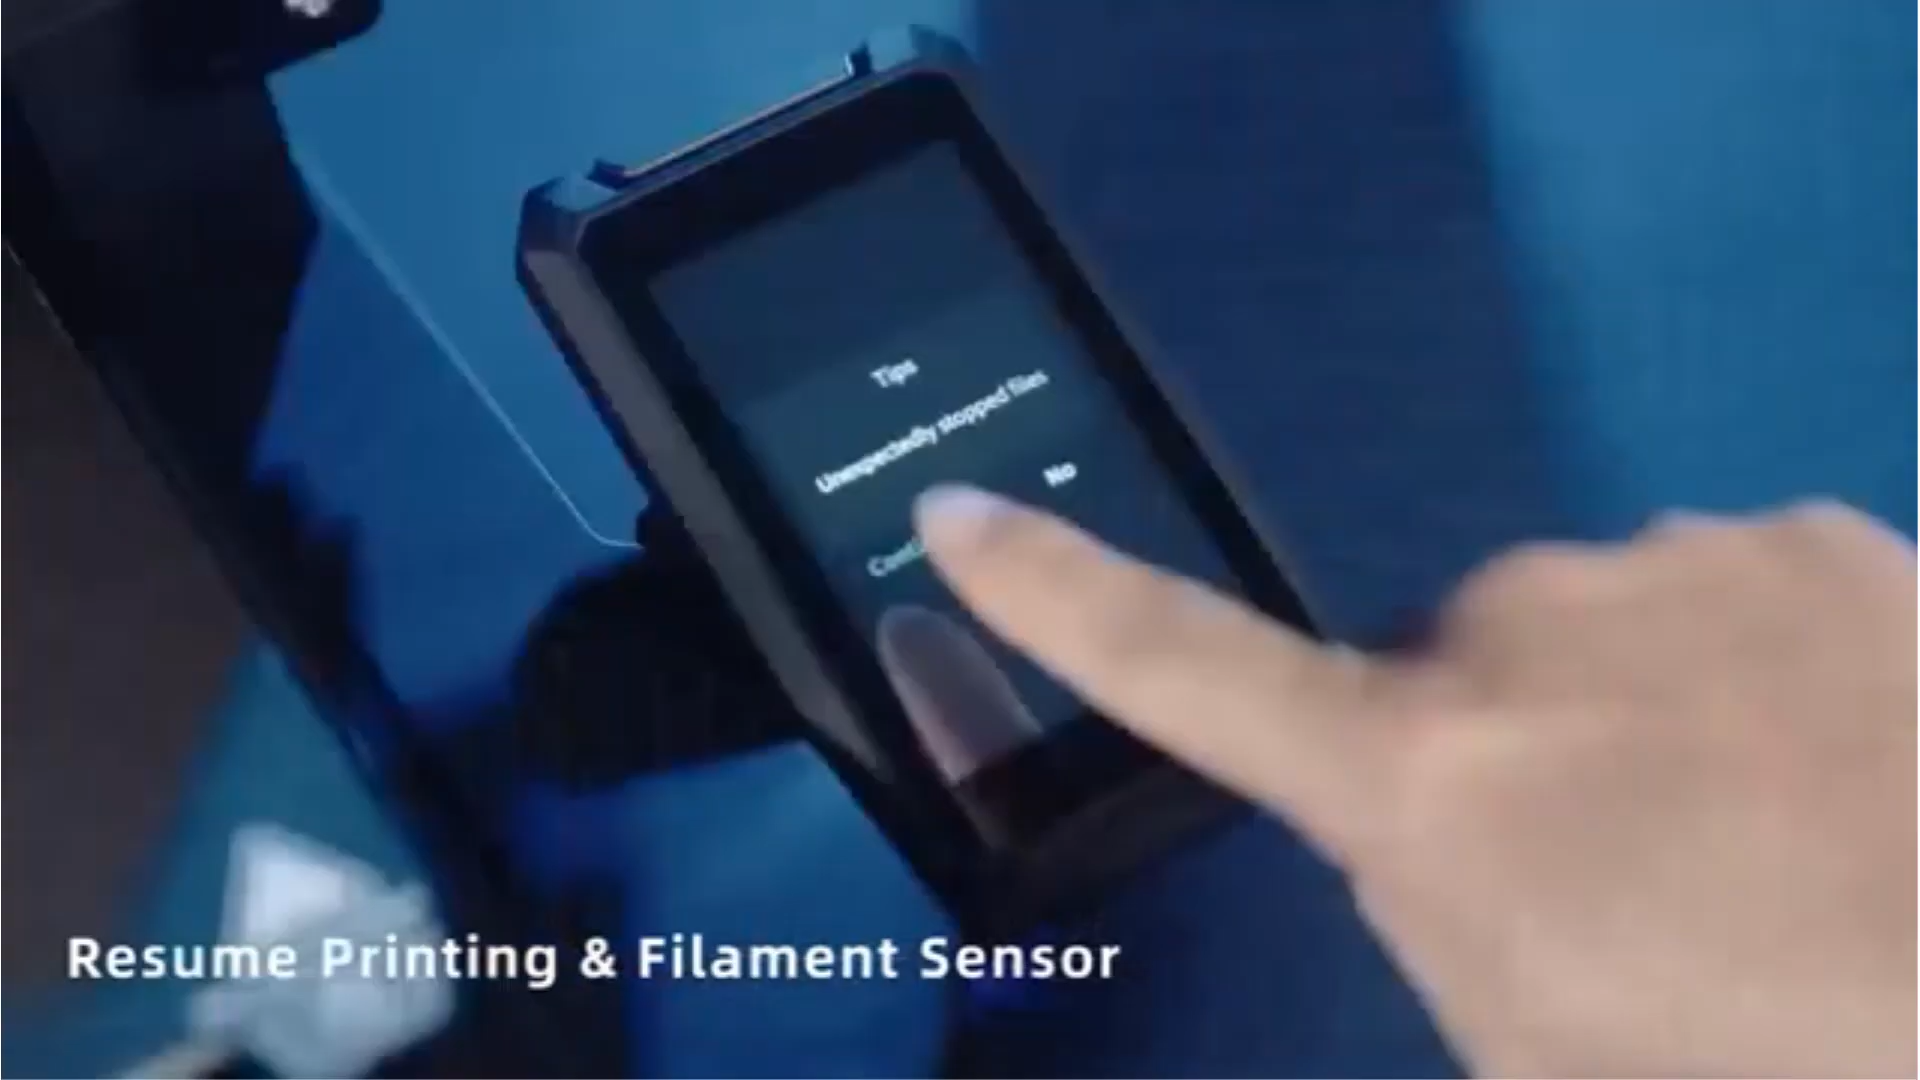 Tips
Unexpectedly stopped files
No
Resume Printing & Filament Sensor